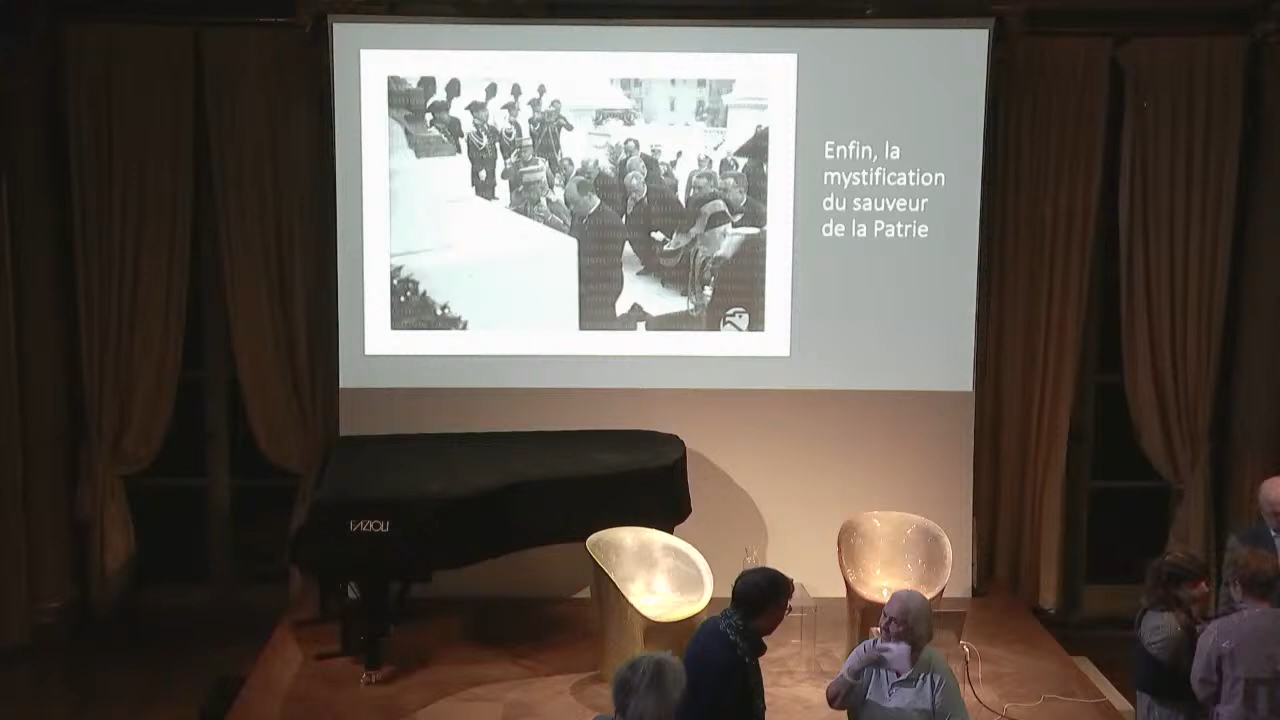 Enfin, la
mystification
du sauveur
de la Patrie
FAZIOLI